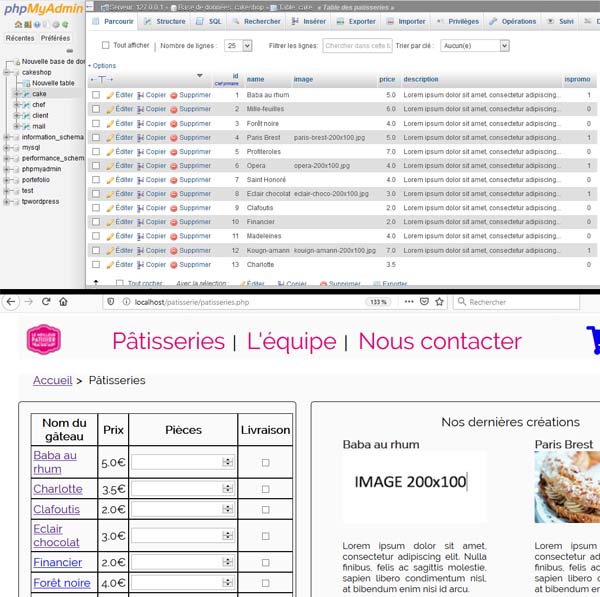 phpMyAdmin
Récentes Préférées
Nouvelle base de don
cakeshop
Nouvelle table
cake
chef
client
mail
information_schema
mysql
performance_schem
phpmyadmin
portefolio
test
tpwordpress
Serveur: 127.0.0.1 » Base de données: cakeshop » Table: cake « Table des patisseries »
Parcourir Structure SQL Rechercher Insérer Exporter Importer Privilèges Opérations Suivi
Tout afficher Nombre de lignes : 25 Filtrer les lignes: Chercher dans cette t Trier par clé : Aucun(e)
+ Options
id name image price description ispromo
Éditer Copier Supprimer 1 Baba au rhum 5.0 Lorem ipsum dolor sit amet, consectetur adipiscing... 1
Éditer Copier Supprimer 2 Mille-feuilles 6.0 Lorem ipsum dolor sit amet, consectetur adipiscing... 0
Éditer Copier Supprimer 3 Forêt noire 4.0 Lorem ipsum dolor sit amet, consectetur adipiscing... 0
Éditer Copier Supprimer 4 Paris Brest paris-brest-200x100.jpg 5.0 Lorem ipsum dolor sit amet, consectetur adipiscing... 1
Éditer Copier Supprimer 5 Profiteroles 7.0 Lorem ipsum dolor sit amet, consectetur adipiscing... 0
Éditer Copier Supprimer 6 Opera opera-200x100.jpg 4.0 Lorem ipsum dolor sit amet, consectetur adipiscing... 1
Éditer Copier Supprimer 7 Saint Honoré 4.0 Lorem ipsum dolor sit amet, consectetur adipiscing... 0
Éditer Copier Supprimer 8 Eclair chocolat eclair-choco-200x100.jpg 3.0 Lorem ipsum dolor sit amet, consectetur adipiscing... 1
Éditer Copier Supprimer 9 Clafoutis 2.0 Lorem ipsum dolor sit amet, consectetur adipiscing... 0
Éditer Copier Supprimer 10 Financier 2.0 Lorem ipsum dolor sit amet, consectetur adipiscing... 0
Éditer Copier Supprimer 11 Madeleines 4.0 Lorem ipsum dolor sit amet, consectetur adipiscing... 0
Éditer Copier Supprimer 12 Kouign-amann kouign-amann-200x100.jpg 7.0 Lorem ipsum dolor sit amet, consectetur adipiscing... 1
Éditer Copier Supprimer 13 Charlotte 3.5 Lorem ipsum dolor sit amet, consectetur adipiscing... 0
Tout cocher Avec la sélection : Éditer Copier Supprimer Exporter
localhost/patisserie/patisseries.php 133 % Rechercher
Pâtisseries | L'équipe | Nous contacter
Accueil > Pâtisseries
Nom du gâteau Prix Pièces Livraison
Baba au rhum 5.0€
Charlotte 3.5€
Clafoutis 2.0€
Eclair chocolat 3.0€
Financier 2.0€
Forêt noire 4.0€
Nos dernières créations
Baba au rhum
IMAGE 200x100
Lorem ipsum dolor sit amet,
consectetur adipiscing elit. Nulla
finibus, felis ac sagittis molestie,
sapien libero condimentum nisl,
at bibendum enim nisi id arcu.
Paris Brest
Lorem ipsum
consectetur ad
finibus, felis ac
sapien libero c
at bibendum e